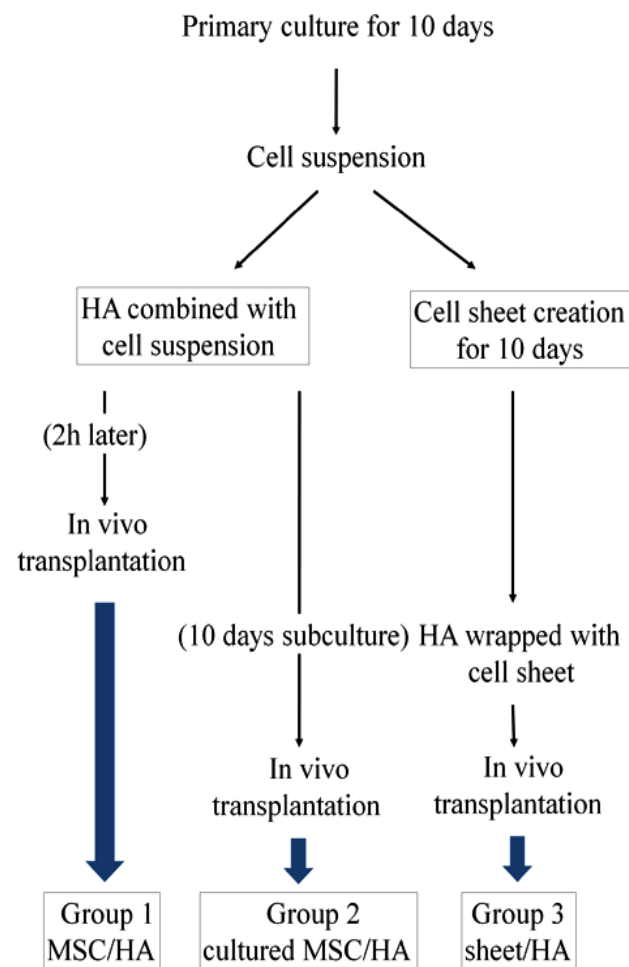 Primary culture for 10 days
Cell suspension
HA combined with
cell suspension
Cell sheet creation
for 10 days
(2h later)
In vivo
transplantation
(10 days subculture)
HA wrapped with
cell sheet
In vivo
transplantation
In vivo
transplantation
Group 1
MSC/HA
Group 2
cultured MSC/HA
Group 3
sheet/HA